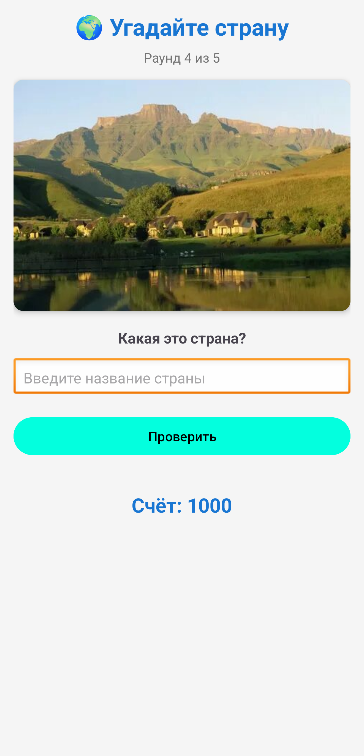 🌍 Угадайте страну
Раунд 4 из 5
Какая это страна?
Введите название страны
Проверить
Счёт: 1000